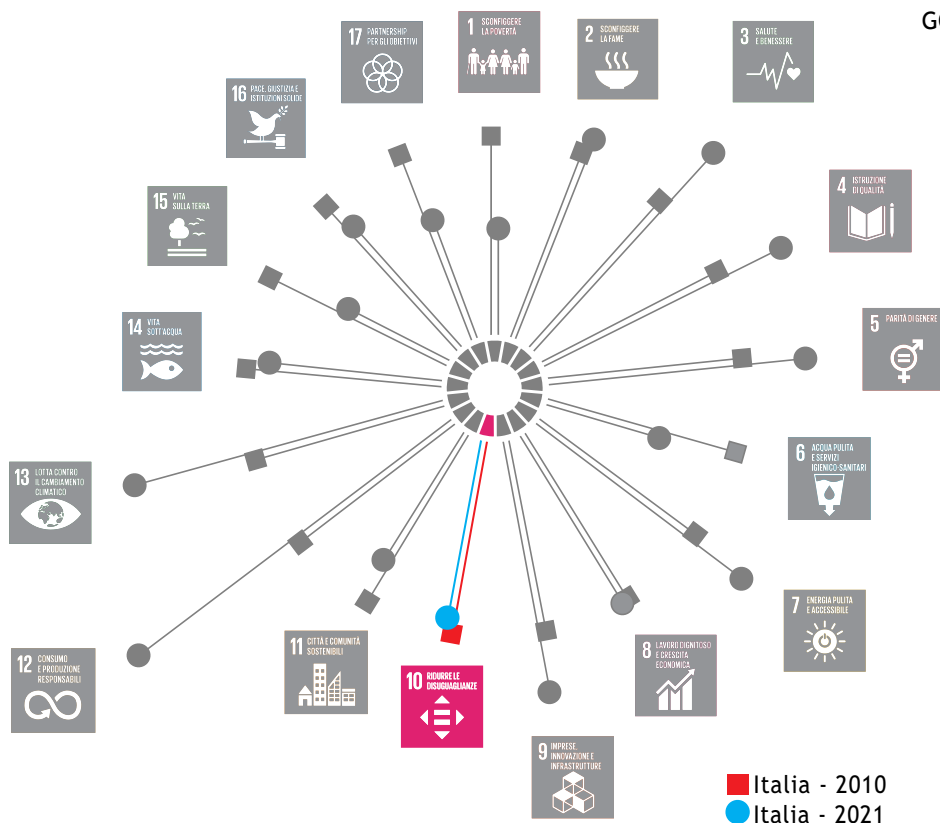 GO
17 PARTNERSHIP
PER GLI OBIETTIVI
1 SCONFIGGERE
LA POVERTÀ
2 SCONFIGGERE
LA FAME
3 SALUTE
E BENESSERE
16 PACE, GIUSTIZIA E
ISTITUZIONI SOLIDE
15 VITA
SULLA TERRA
4 ISTRUZIONE
DI QUALITÀ
14 VITA
SOTT'ACQUA
5 PARITÀ DI GENERE
13 LOTTA CONTRO
IL CAMBIAMENTO
CLIMATICO
6 ACQUA PULITA
E SERVIZI
IGIENICO-SANITARI
12 CONSUMO
E PRODUZIONE
RESPONSABILI
11 CITTÀ E COMUNITÀ
SOSTENIBILI
10 RIDURRE LE
DISUGUAGLIANZE
9 IMPRESE,
INNOVAZIONE E
INFRASTRUTTURE
8 LAVORO DIGNITOSO
E CRESCITA
ECONOMICA
7 ENERGIA PULITA
E ACCESSIBILE
Italia - 2010
Italia - 2021